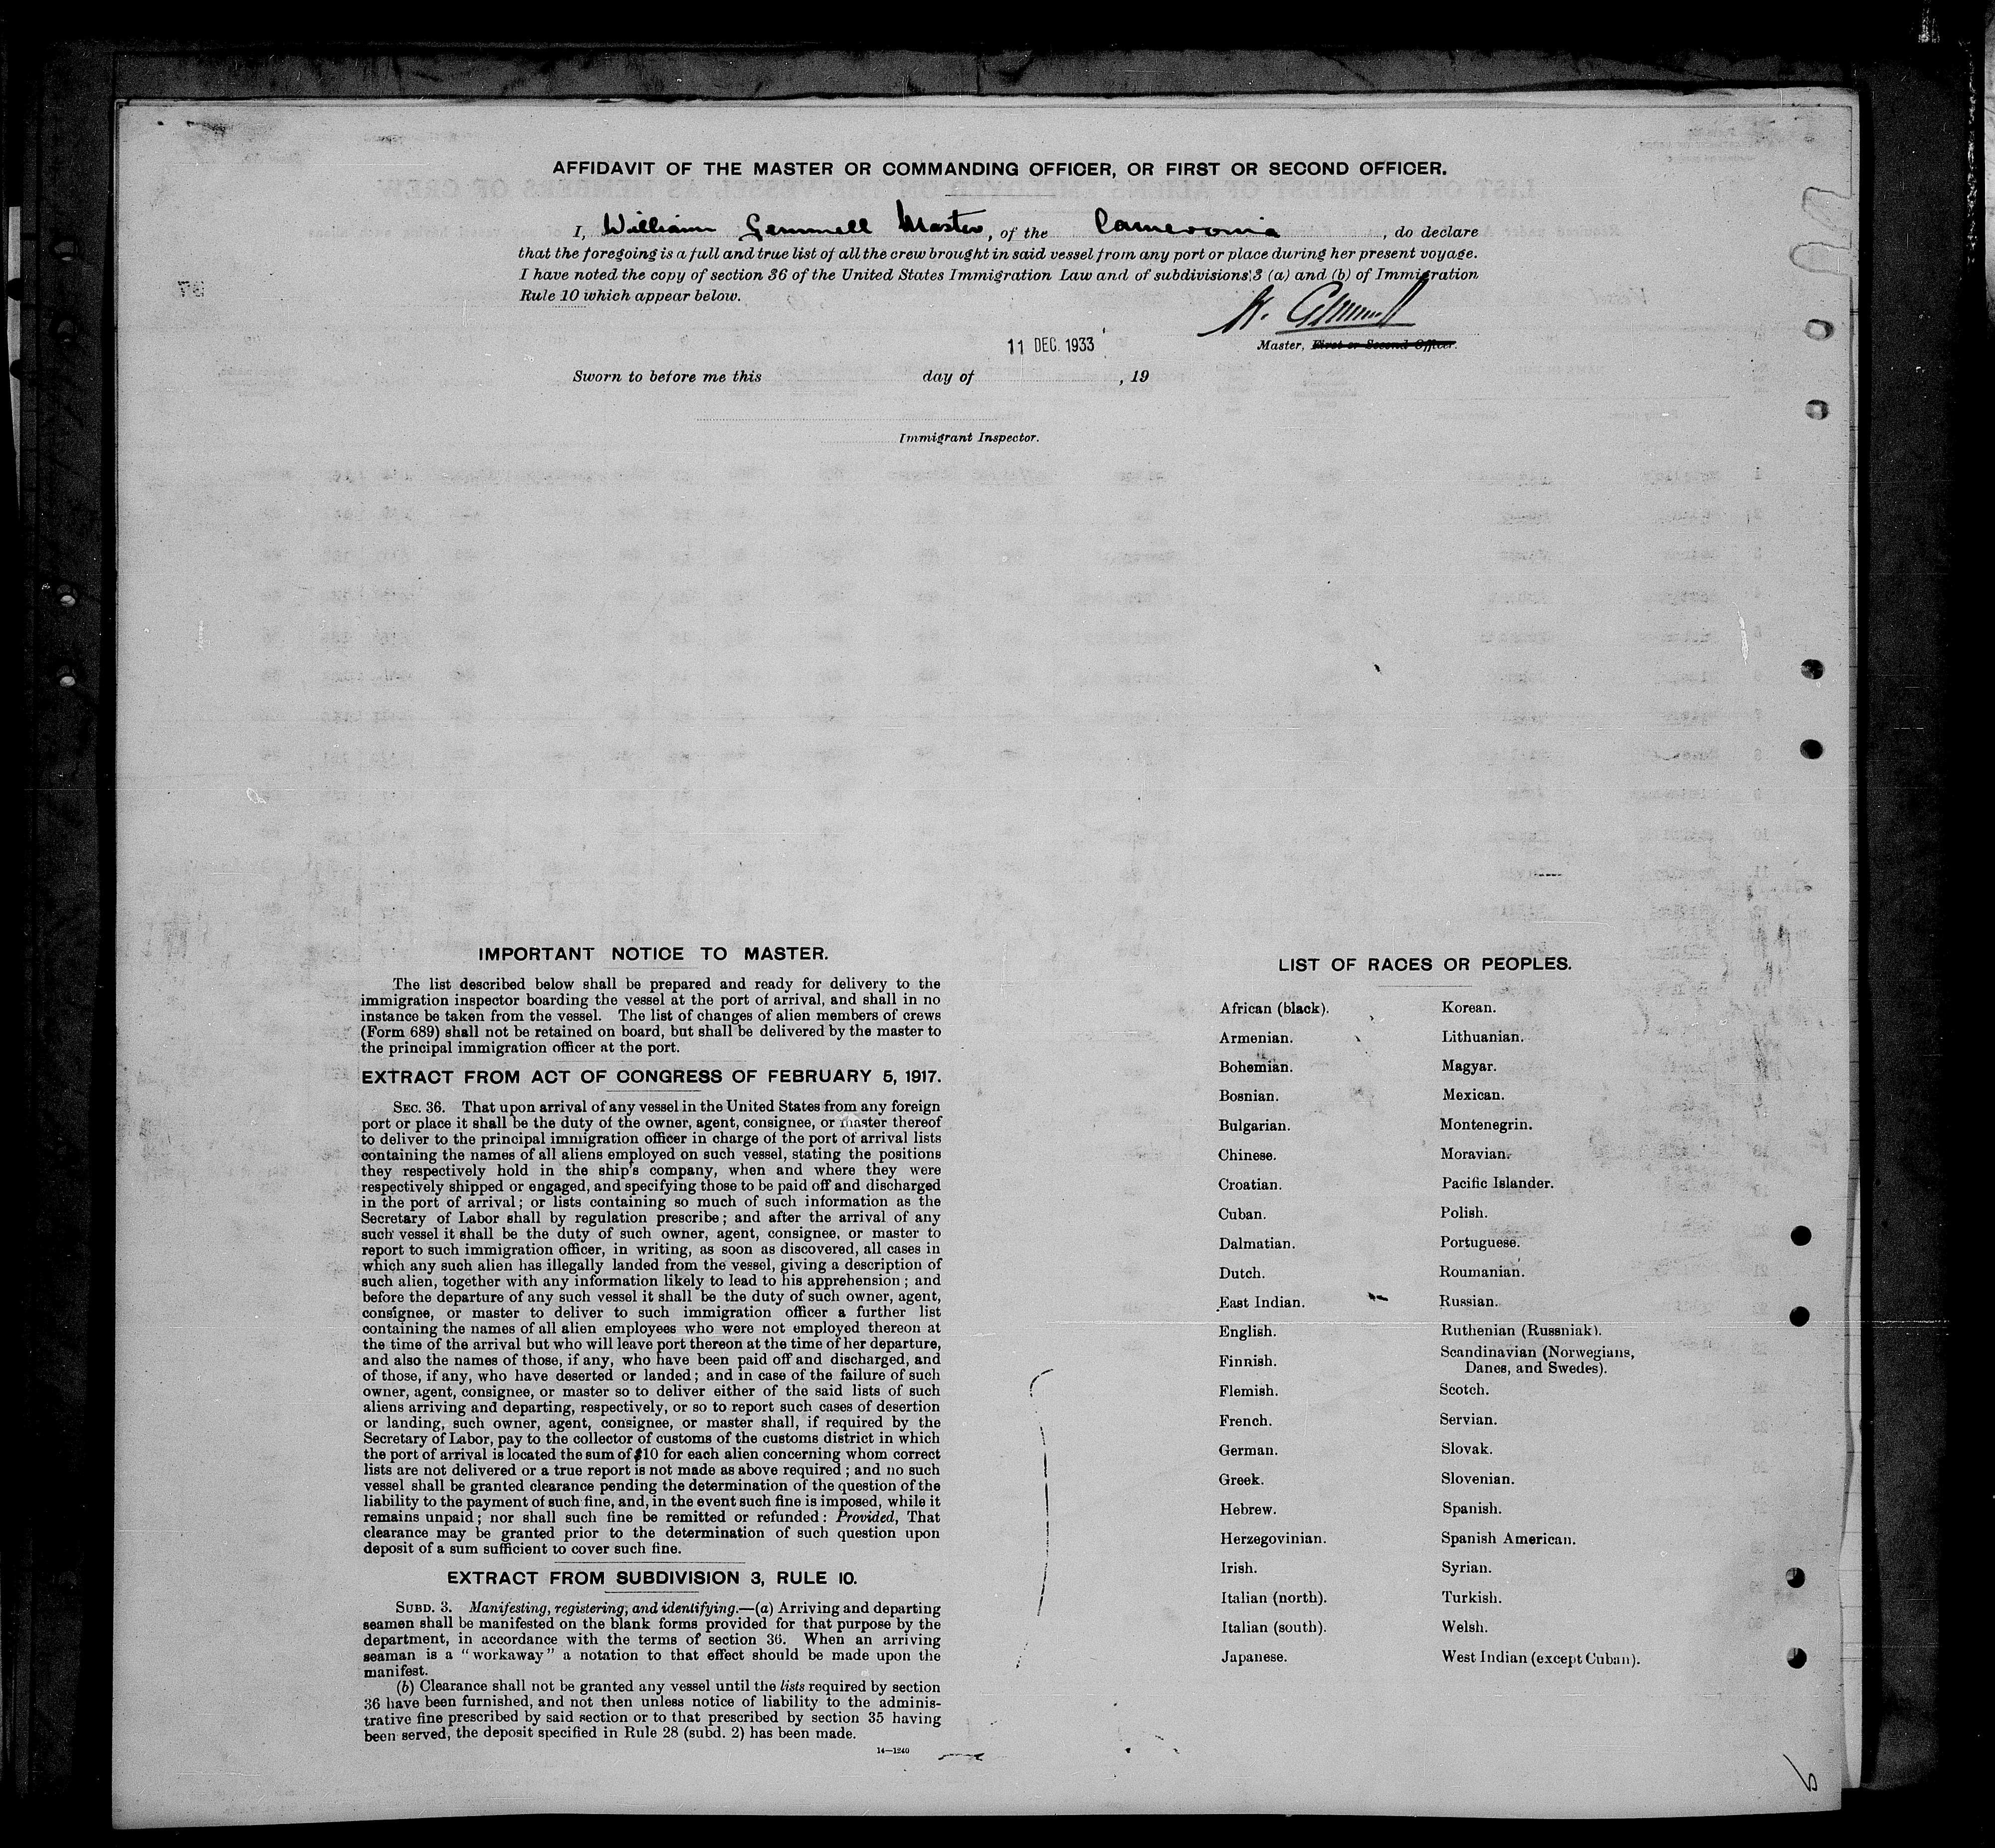 AFFIDAVIT OF THE MASTER OR COMMANDING OFFICER, OR FIRST OR SECOND OFFICER.
I, William Gemmell Master, of the Cameronia, do declare
that the foregoing is a full and true list of all the crew brought in said vessel from any port or place during her present voyage.
I have noted the copy of section 36 of the United States Immigration Law and of subdivisions 3 (a) and (b) of Immigration
Rule 10 which appear below.
W. Gemmell
11 DEC. 1933
Master, First or Second Officer.
Sworn to before me this day of , 19
Immigrant Inspector.
IMPORTANT NOTICE TO MASTER.
The list described below shall be prepared and ready for delivery to the
immigration inspector boarding the vessel at the port of arrival, and shall in no
instance be taken from the vessel. The list of changes of alien members of crews
(Form 689) shall not be retained on board, but shall be delivered by the master to
the principal immigration officer at the port.
EXTRACT FROM ACT OF CONGRESS OF FEBRUARY 5, 1917.
SEC. 36. That upon arrival of any vessel in the United States from any foreign
port or place it shall be the duty of the owner, agent, consignee, or master thereof
to deliver to the principal immigration officer in charge of the port of arrival lists
containing the names of all aliens employed on such vessel, stating the positions
they respectively hold in the ship's company, when and where they were
respectively shipped or engaged, and specifying those to be paid off and discharged
in the port of arrival; or lists containing so much of such information as the
Secretary of Labor shall by regulation prescribe; and after the arrival of any
such vessel it shall be the duty of such owner, agent, consignee, or master to
report to such immigration officer, in writing, as soon as discovered, all cases in
which any such alien has illegally landed from the vessel, giving a description of
such alien, together with any information likely to lead to his apprehension; and
before the departure of any such vessel it shall be the duty of such owner, agent,
consignee, or master to deliver to such immigration officer a further list
containing the names of all alien employees who were not employed thereon at
the time of the arrival but who will leave port thereon at the time of her departure,
and also the names of those, if any, who have been paid off and discharged, and
of those, if any, who have deserted or landed; and in case of the failure of such
owner, agent, consignee, or master so to deliver either of the said lists of such
aliens arriving and departing, respectively, or so to report such cases of desertion
or landing, such owner, agent, consignee, or master shall, if required by the
Secretary of Labor, pay to the collector of customs of the customs district in which
the port of arrival is located the sum of $10 for each alien concerning whom correct
lists are not delivered or a true report is not made as above required; and no such
vessel shall be granted clearance pending the determination of the question of the
liability to the payment of such fine, and, in the event such fine is imposed, while it
remains unpaid; nor shall such fine be remitted or refunded: Provided, That
clearance may be granted prior to the determination of such question upon
deposit of a sum sufficient to cover such fine.
EXTRACT FROM SUBDIVISION 3, RULE 10.
SUBD. 3. Manifesting, registering, and identifying.—(a) Arriving and departing
seamen shall be manifested on the blank forms provided for that purpose by the
department, in accordance with the terms of section 36. When an arriving
seaman is a "workaway" a notation to that effect should be made upon the
manifest.
(b) Clearance shall not be granted any vessel until the lists required by section
36 have been furnished, and not then unless notice of liability to the adminis-
trative fine prescribed by said section or to that prescribed by section 35 having
been served, the deposit specified in Rule 28 (subd. 2) has been made.
14—1240
LIST OF RACES OR PEOPLES.
African (black).
Armenian.
Bohemian.
Bosnian.
Bulgarian.
Chinese.
Croatian.
Cuban.
Dalmatian.
Dutch.
East Indian.
English.
Finnish.
Flemish.
French.
German.
Greek.
Hebrew.
Herzegovinian.
Irish.
Italian (north).
Italian (south).
Japanese.
Korean.
Lithuanian.
Magyar.
Mexican.
Montenegrin.
Moravian.
Pacific Islander.
Polish.
Portuguese.
Roumanian.
Russian.
Ruthenian (Russniak).
Scandinavian (Norwegians,
Danes, and Swedes).
Scotch.
Servian.
Slovak.
Slovenian.
Spanish.
Spanish American.
Syrian.
Turkish.
Welsh.
West Indian (except Cuban).